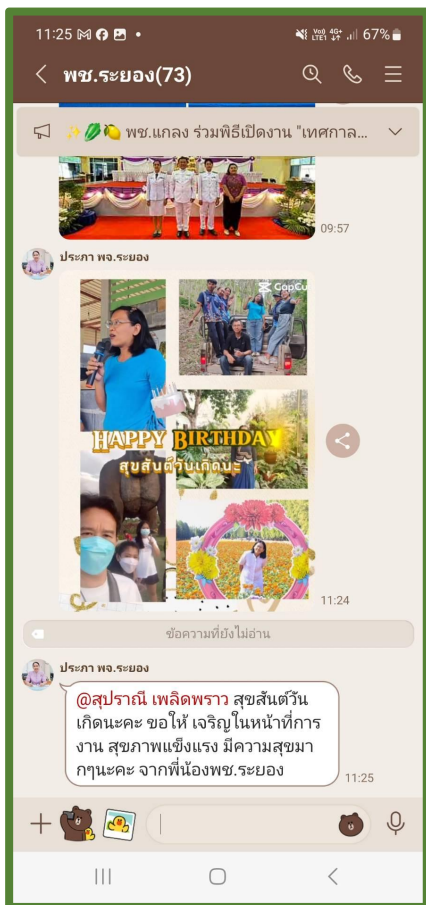 11:25
Vo))
LTE1
4G+
67%
พช.ระยอง(73)
พช.แกลง ร่วมพิธีเปิดงาน "เทศกาล...
09:57
ประภา พจ.ระยอง
CapCu
HAPPY BIRTHDAY
สุขสันต์วันเกิดนะ
11:24
ข้อความที่ยังไม่อ่าน
ประภา พจ.ระยอง
@สุปราณี เพลิดพราว สุขสันต์วัน
เกิดนะคะ ขอให้ เจริญในหน้าที่การ
งาน สุขภาพแข็งแรง มีความสุขมา
กๆนะคะ จากพี่น้องพช.ระยอง
11:25